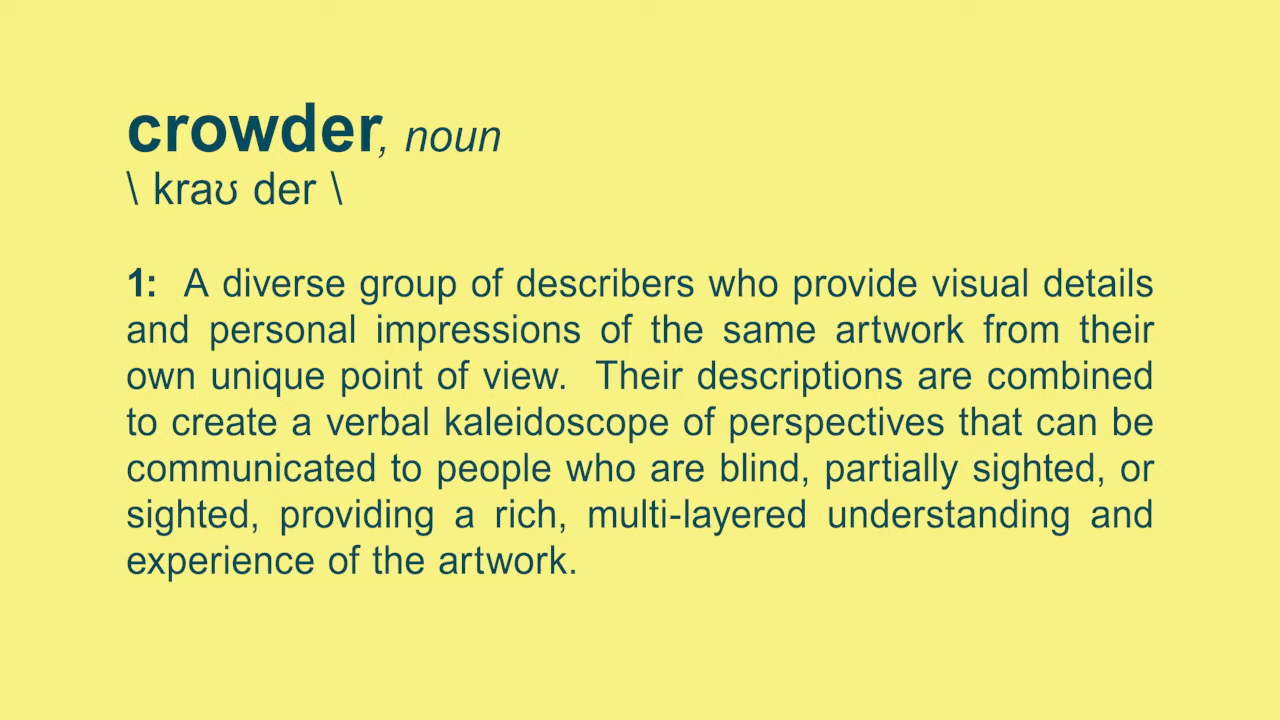 crowder, noun
\ kraʊ der \
1: A diverse group of describers who provide visual details
and personal impressions of the same artwork from their
own unique point of view. Their descriptions are combined
to create a verbal kaleidoscope of perspectives that can be
communicated to people who are blind, partially sighted, or
sighted, providing a rich, multi-layered understanding and
experience of the artwork.